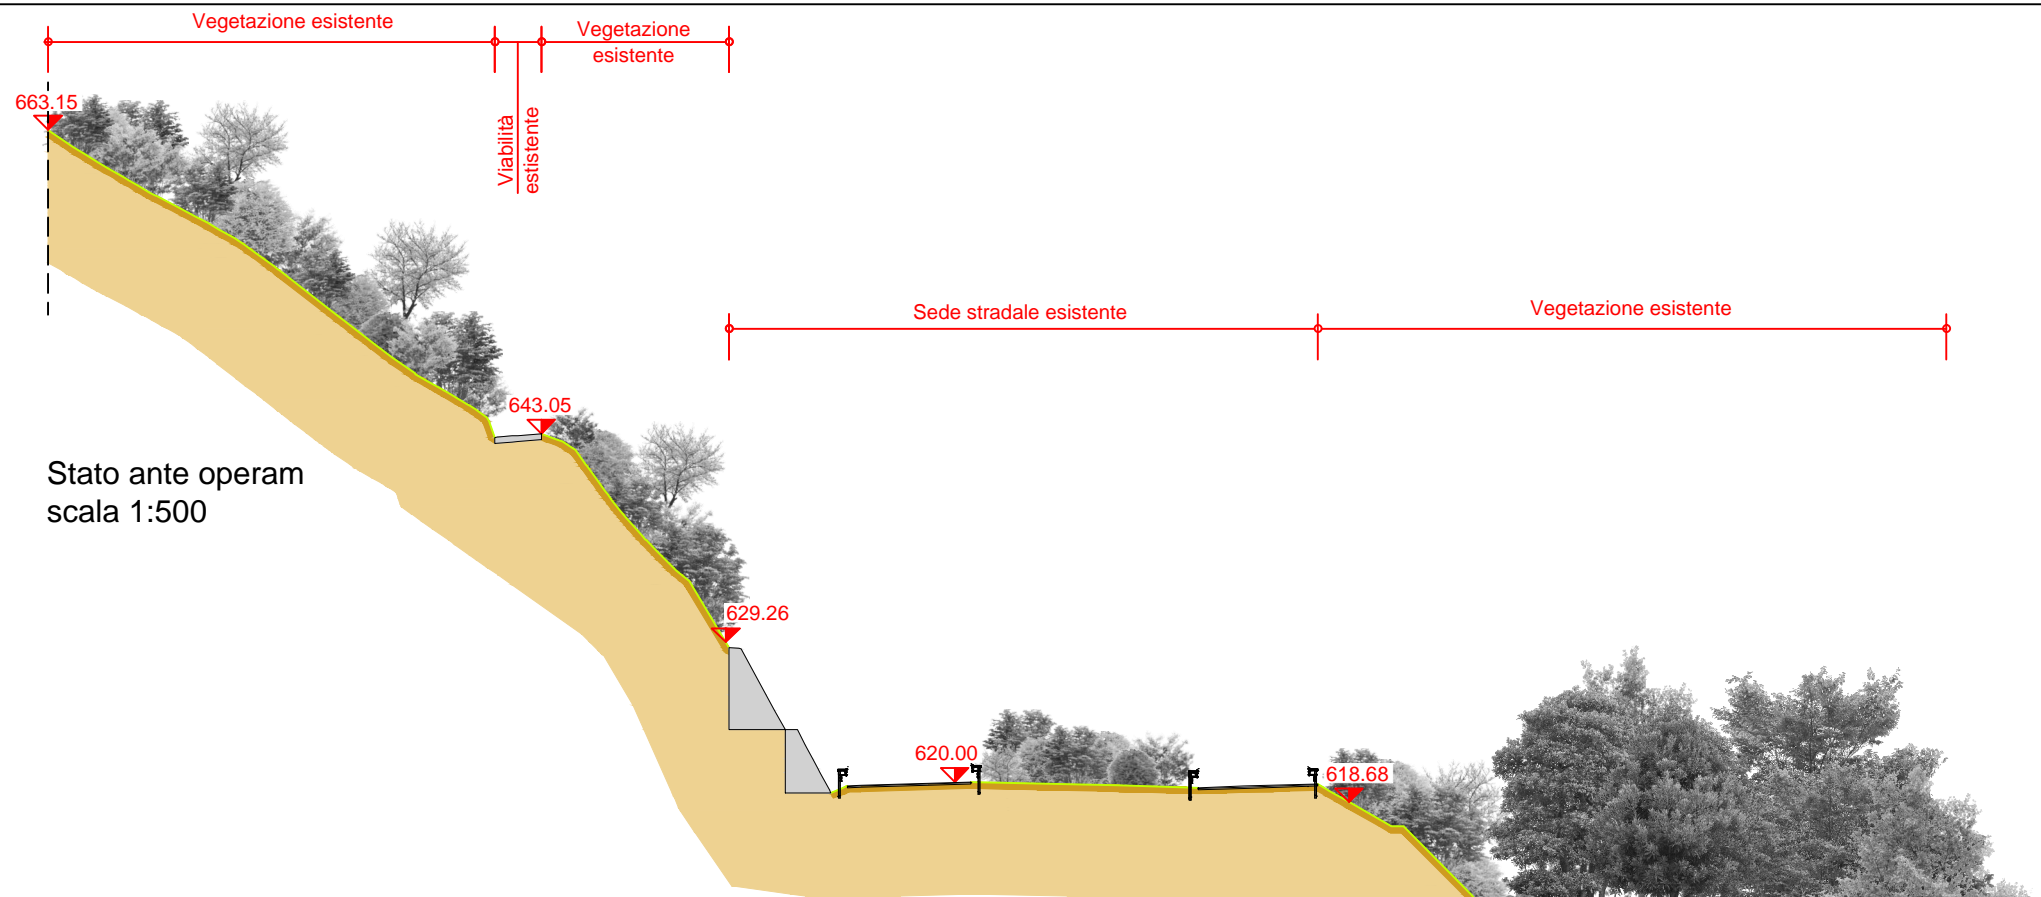 Vegetazione esistente
Vegetazione
esistente
663.15
Viabilità
estistente
Sede stradale esistente
Vegetazione esistente
643.05
Stato ante operam
scala 1:500
629.26
620.00
618.68